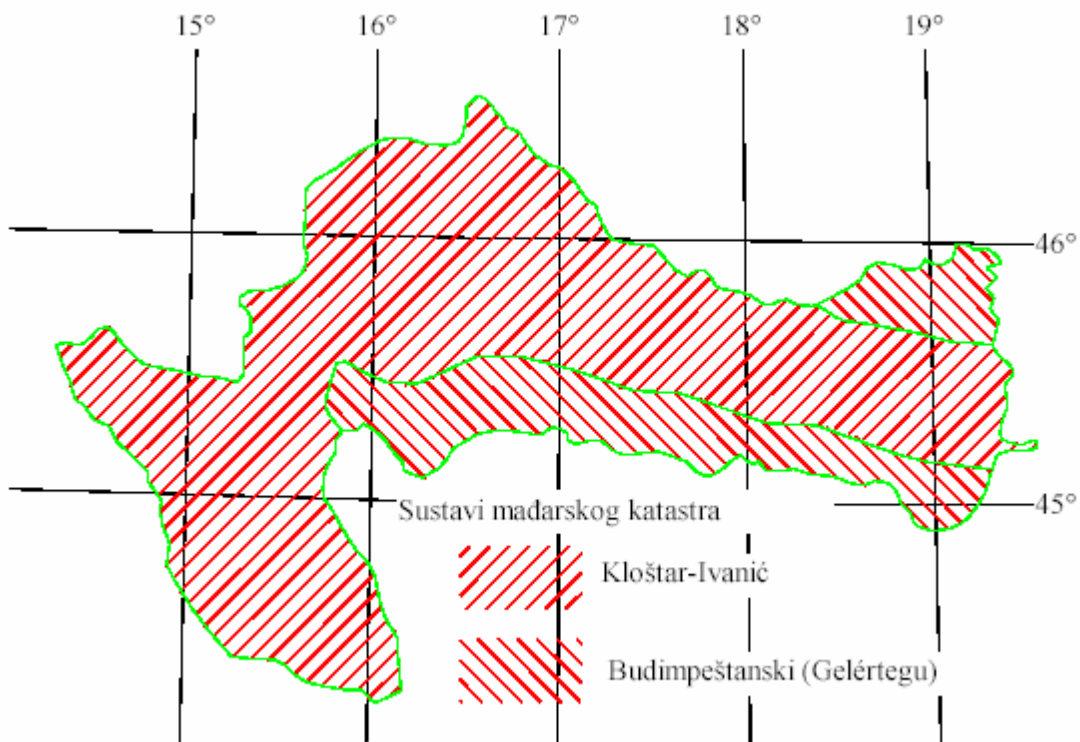 15° 16° 17° 18° 19°
46°
45°
Sustavi mađarskog katastra
Kloštar-Ivanić
Budimpeštanski (Gelértegu)